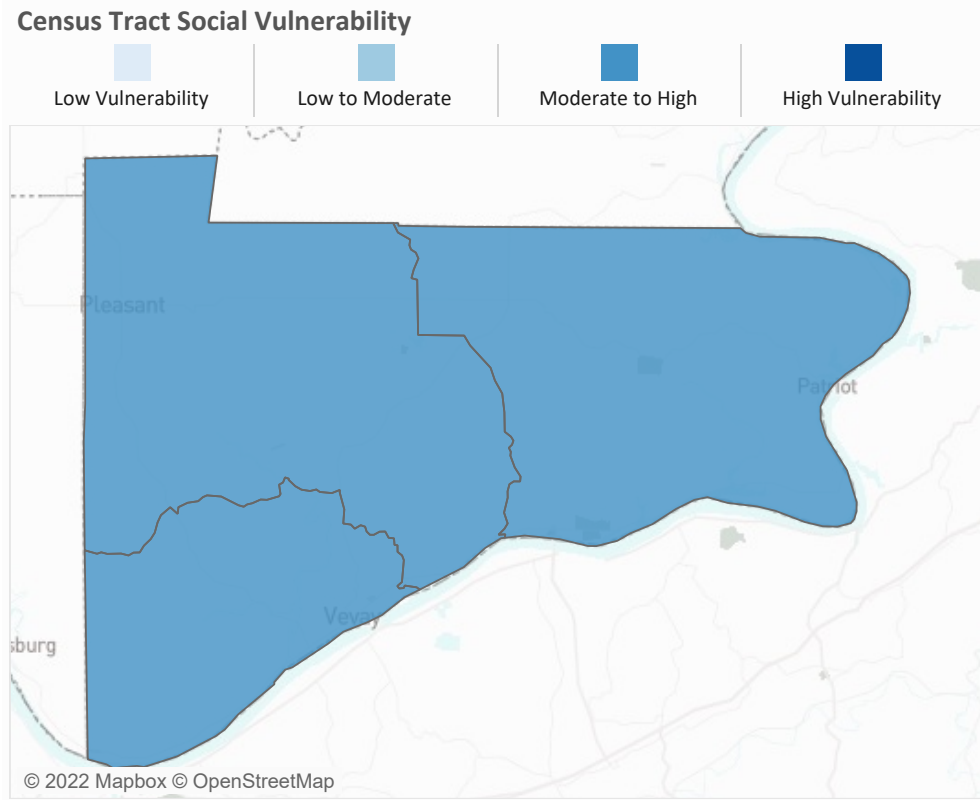 Census Tract Social Vulnerability
Low Vulnerability
Low to Moderate
Moderate to High
High Vulnerability
Pleasant
Patriot
Vevay
sburg
© 2022 Mapbox © OpenStreetMap